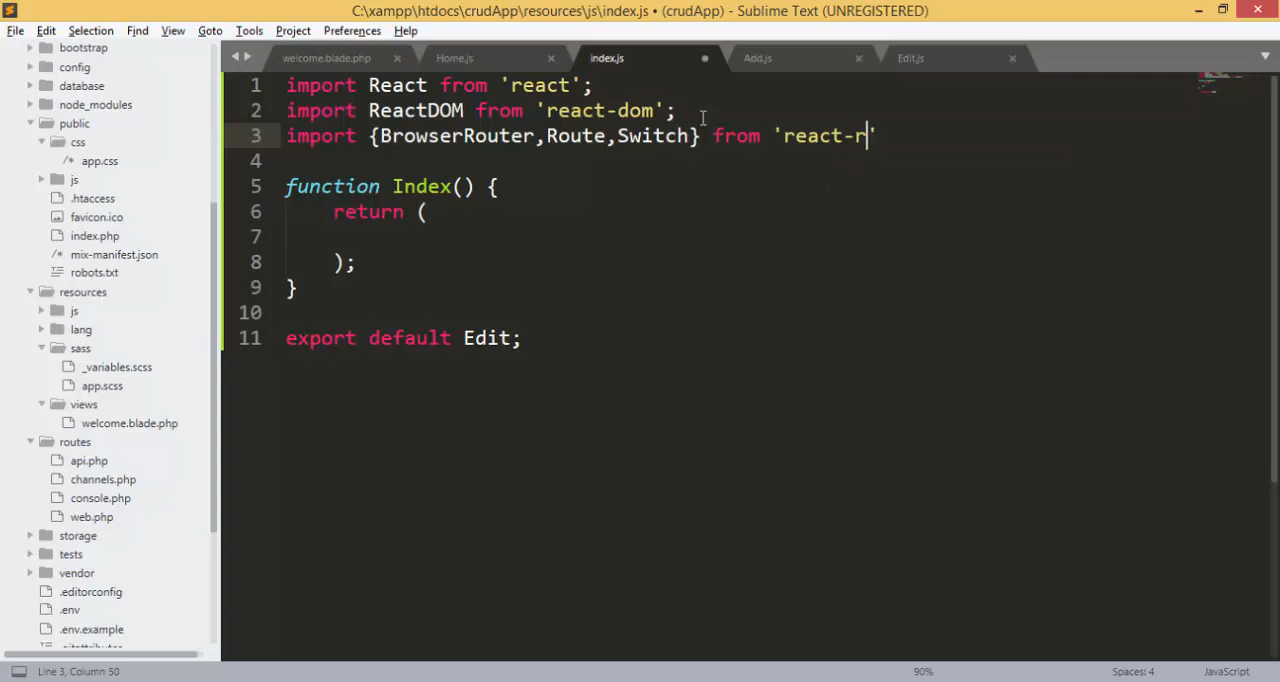 C:\xampp\htdocs\crudApp\resources\js\index.js • (crudApp) - Sublime Text (UNREGISTERED)
File Edit Selection Find View Goto Tools Project Preferences Help
bootstrap
config
database
node_modules
public
css
/* app.css
js
.htaccess
favicon.ico
index.php
/* mix-manifest.json
robots.txt
resources
js
lang
sass
_variables.scss
app.scss
views
welcome.blade.php
routes
api.php
channels.php
console.php
web.php
storage
tests
vendor
.editorconfig
.env
.env.example
.gitattributes
welcome.blade.php Home.js index.js Add.js Edit.js
1 import React from 'react';
2 import ReactDOM from 'react-dom';
3 import {BrowserRouter,Route,Switch} from 'react-r'
4
5 function Index() {
6 return (
7
8 );
9 }
10
11 export default Edit;
Line 3, Column 50 90% Spaces: 4 JavaScript